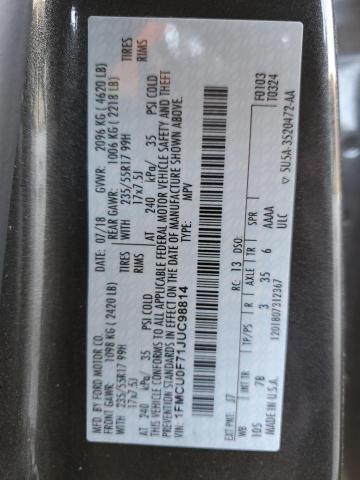 MFD. BY FORD MOTOR CO.
DATE: 07/18 GVWR: 2096 KG ( 4620 LB)
FRONT GAWR: 1098 KG ( 2420 LB) REAR GAWR: 1006 KG ( 2218 LB)
WITH 235/55R17 99H TIRES WITH 235/55R17 99H TIRES
17x7.5J RIMS 17x7.5J RIMS
AT 240 kPa/ 35 PSI COLD AT 240 kPa/ 35 PSI COLD
THIS VEHICLE CONFORMS TO ALL APPLICABLE FEDERAL MOTOR VEHICLE SAFETY AND THEFT
PREVENTION STANDARDS IN EFFECT ON THE DATE OF MANUFACTURE SHOWN ABOVE.
VIN: 1FMCU0F71JUC98814
TYPE: MPV
F0103
T0324
EXT PNT: J7 RC: 13 DSO:
WB INT TR TP/PS R AXLE TR SPR
105 7B 3 35 6 AAAA
ULC
MADE IN U.S.A. 1201807312367
5U5A-3520472-AA